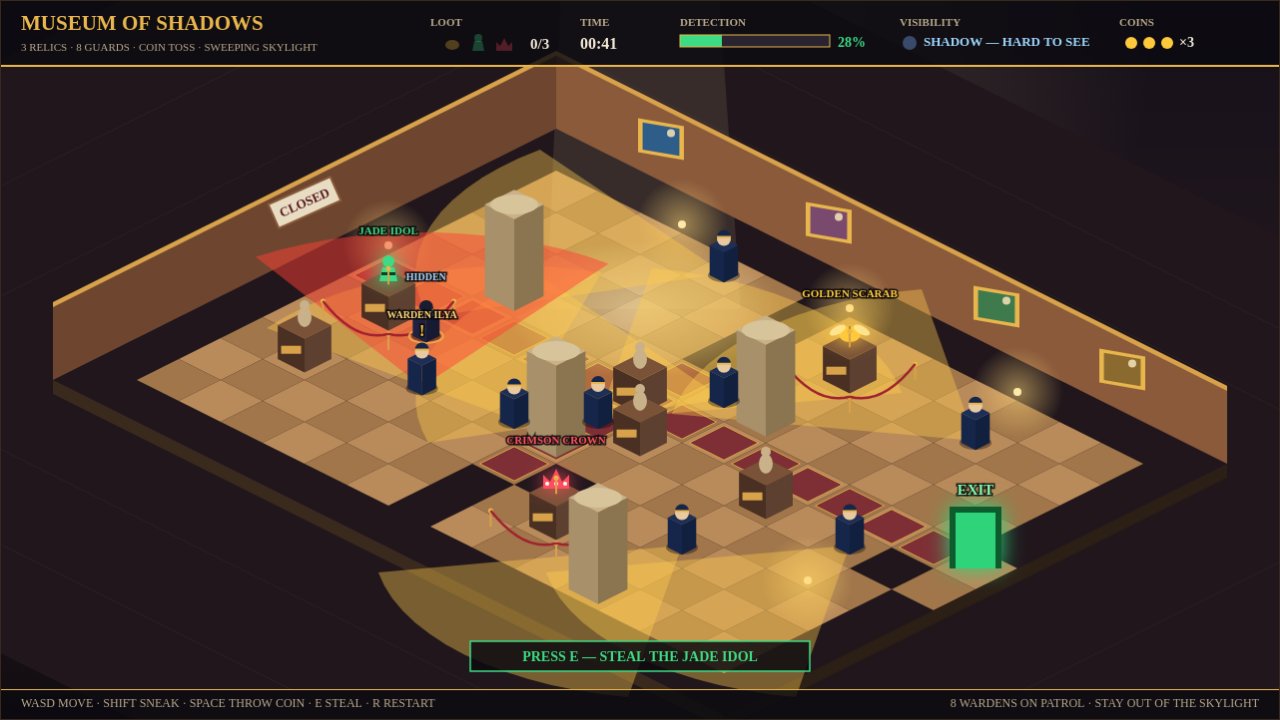 MUSEUM OF SHADOWS
3 RELICS · 8 GUARDS · COIN TOSS · SWEEPING SKYLIGHT
LOOT
0/3
TIME
00:41
DETECTION
28%
VISIBILITY
SHADOW — HARD TO SEE
COINS
×3
CLOSED
JADE IDOL
HIDDEN
WARDEN ILYA
!
GOLDEN SCARAB
CRIMSON CROWN
EXIT
PRESS E — STEAL THE JADE IDOL
WASD MOVE · SHIFT SNEAK · SPACE THROW COIN · E STEAL · R RESTART
8 WARDENS ON PATROL · STAY OUT OF THE SKYLIGHT